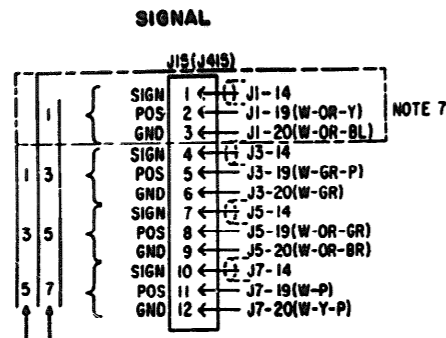 SIGNAL
J15(J415)
SIGN 1 J1-14
1 POS 2 J1-19(W-OR-Y) NOTE 7
GND 3 J1-20(W-OR-BL)
SIGN 4 J3-14
1 3 POS 5 J3-19(W-GR-P)
GND 6 J3-20(W-GR)
SIGN 7 J5-14
3 5 POS 8 J5-19(W-OR-GR)
GND 9 J5-20(W-OR-BR)
SIGN 10 J7-14
5 7 POS 11 J7-19(W-P)
GND 12 J7-20(W-Y-P)